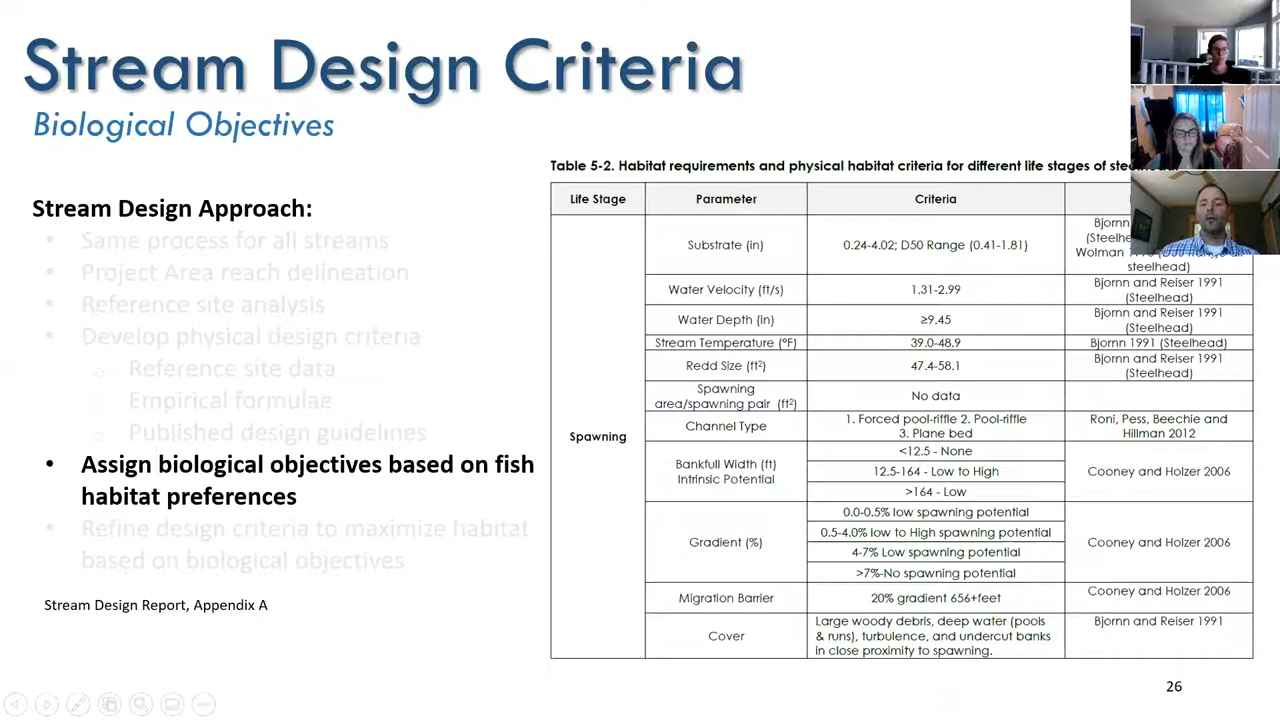 Stream Design Criteria
Biological Objectives
Stream Design Approach:
• Same process for all streams
• Project Area reach delineation
• Reference site analysis
• Develop physical design criteria
o Reference site data
o Empirical formulae
o Published design guidelines
• Assign biological objectives based on fish
habitat preferences
• Refine design criteria to maximize habitat
based on biological objectives
Stream Design Report, Appendix A
Table 5-2. Habitat requirements and physical habitat criteria for different life stages of
Life Stage Parameter Criteria
Spawning
Substrate (in) 0.24-4.02; D50 Range (0.41-1.81)
Bjorn
(Steelhe
Wolman
steelhead)
Water Velocity (ft/s) 1.31-2.99 Bjornn and Reiser 1991
(Steelhead)
Water Depth (in) ≥9.45 Bjornn and Reiser 1991
(Steelhead)
Stream Temperature (°F) 39.0-48.9 Bjornn 1991 (Steelhead)
Redd Size (ft²) 47.4-58.1 Bjornn and Reiser 1991
(Steelhead)
Spawning
area/spawning pair (ft²) No data
Channel Type 1. Forced pool-riffle 2. Pool-riffle
3. Plane bed Roni, Pess, Beechie and
Hillman 2012
Bankfull Width (ft)
Intrinsic Potential
<12.5 - None
12.5-164 - Low to High
>164 - Low
Cooney and Holzer 2006
Gradient (%)
0.0-0.5% low spawning potential
0.5-4.0% low to High spawning potential
4-7% Low spawning potential
>7%-No spawning potential
Cooney and Holzer 2006
Migration Barrier 20% gradient 656+feet Cooney and Holzer 2006
Cover Large woody debris, deep water (pools
& runs), turbulence, and undercut banks
in close proximity to spawning.
Bjornn and Reiser 1991
26